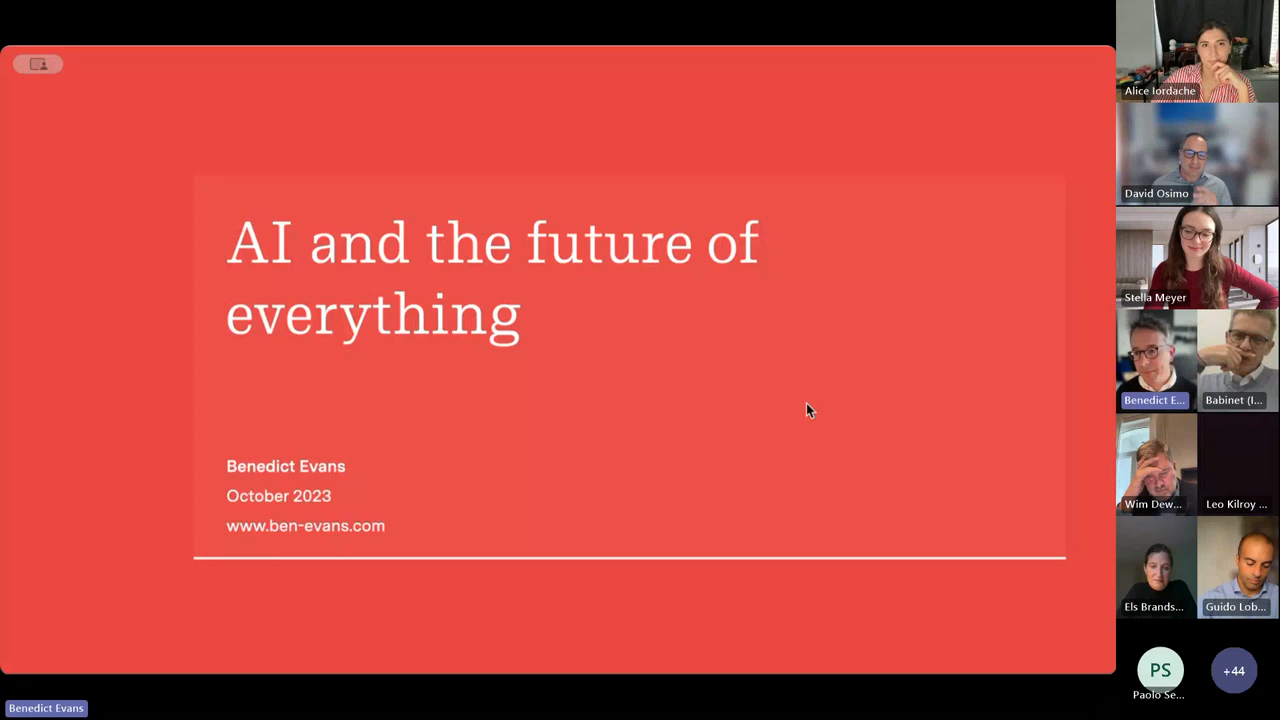 AI and the future of
everything
Benedict Evans
October 2023
www.ben-evans.com
Benedict Evans
Alice Iordache
David Osimo
Stella Meyer
Benedict E...
Babinet (I...
Wim Dew...
Leo Kilroy ...
Els Brands...
Guido Lob...
PS
+44
Paolo Se...